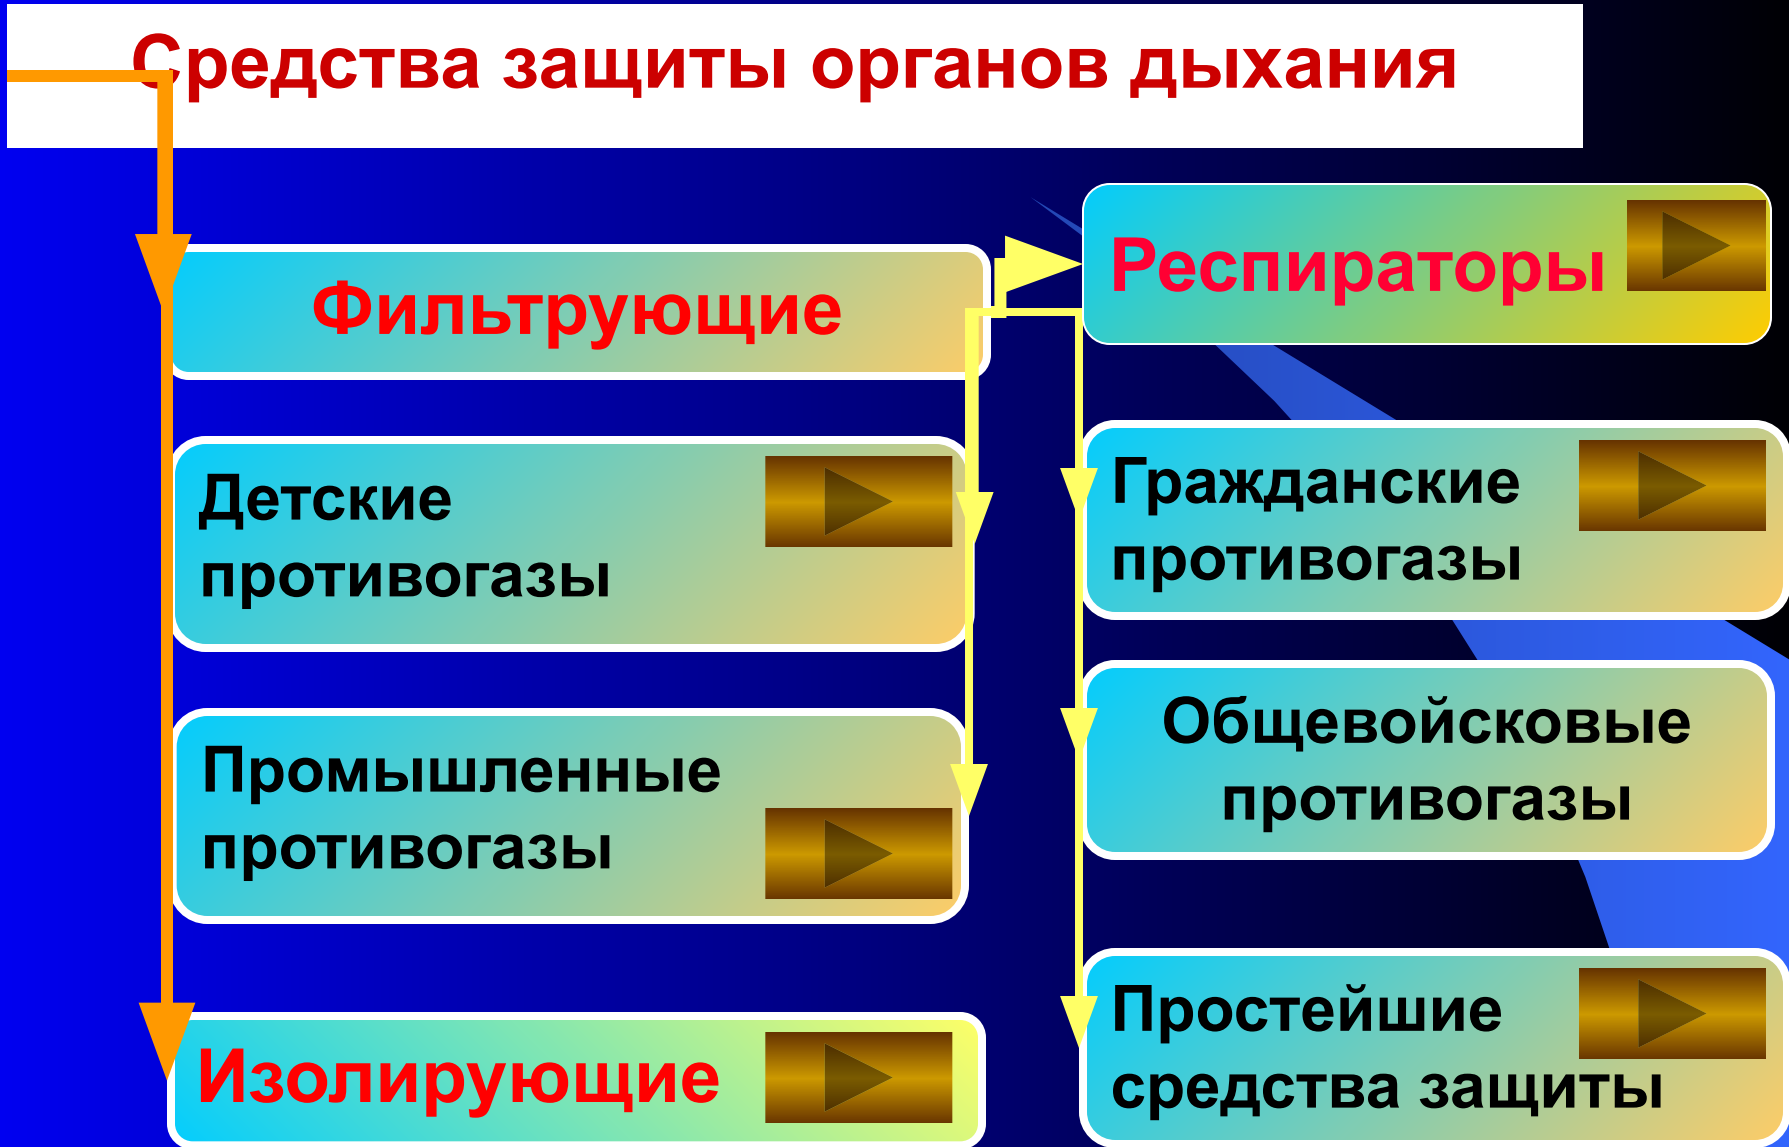 Средства защиты органов дыхания
Фильтрующие
Респираторы
Детские
противогазы
Гражданские
противогазы
Промышленные
противогазы
Общевойсковые
противогазы
Изолирующие
Простейшие
средства защиты